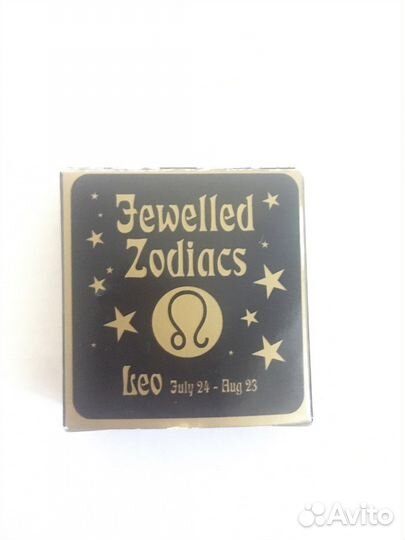 Jewelled
Zodiacs
Leo July 24 - Aug 23
Avito